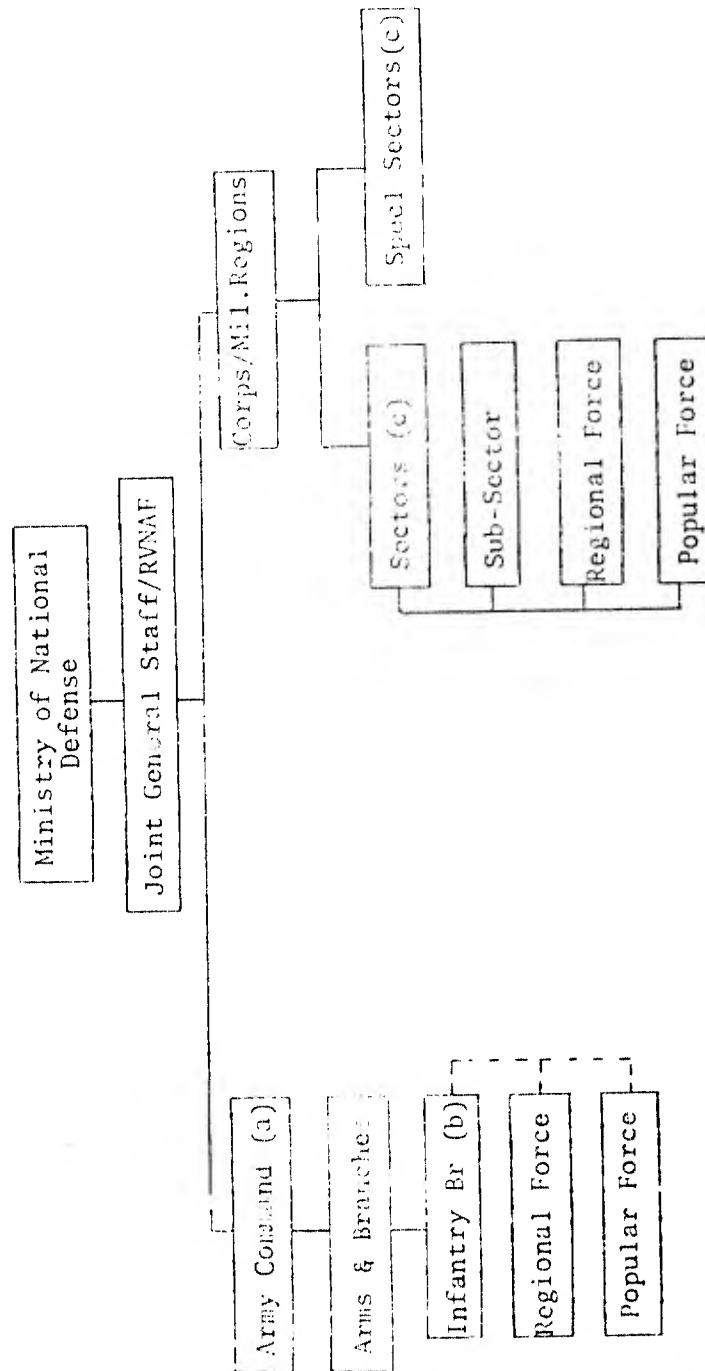 Ministry of National
Defense
Joint General Staff/RVNAF
Army Command (a)
Arms & Branches
Infantry Br (b)
Regional Force
Popular Force
Corps/Mil.Regions
Sectors (c)
Sub-Sector
Regional Force
Popular Force
Specl Sectors(c)